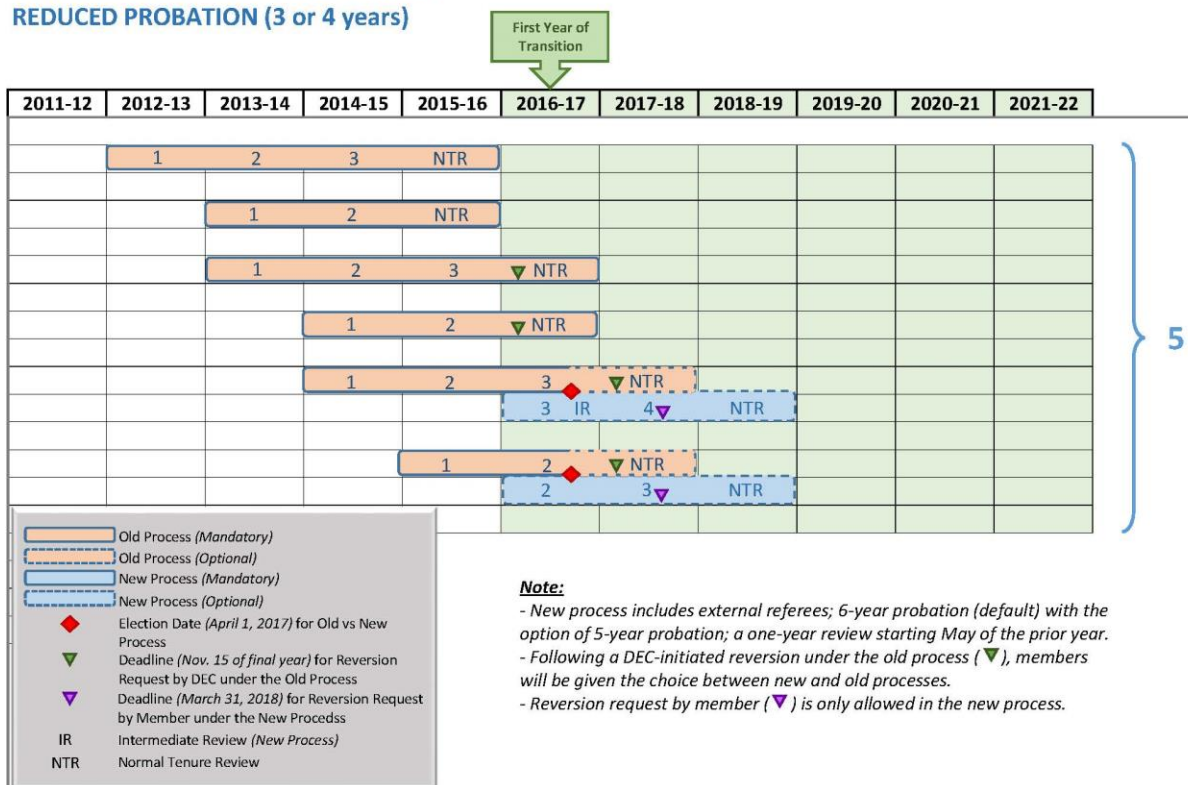 REDUCED PROBATION (3 or 4 years)
First Year of
Transition
2011-12 2012-13 2013-14 2014-15 2015-16 2016-17 2017-18 2018-19 2019-20 2020-21 2021-22
1 2 3 NTR
1 2 NTR
1 2 3 NTR
1 2 NTR
1 2 3 NTR
3 IR 4 NTR
1 2 NTR
2 3 NTR
5
Old Process (Mandatory)
Old Process (Optional)
New Process (Mandatory)
New Process (Optional)
Election Date (April 1, 2017) for Old vs New
Process
Deadline (Nov. 15 of final year) for Reversion
Request by DEC under the Old Process
Deadline (March 31, 2018) for Reversion Request
by Member under the New Procedss
IR Intermediate Review (New Process)
NTR Normal Tenure Review
Note:
- New process includes external referees; 6-year probation (default) with the
option of 5-year probation; a one-year review starting May of the prior year.
- Following a DEC-initiated reversion under the old process ( ▼ ), members
will be given the choice between new and old processes.
- Reversion request by member ( ▼ ) is only allowed in the new process.